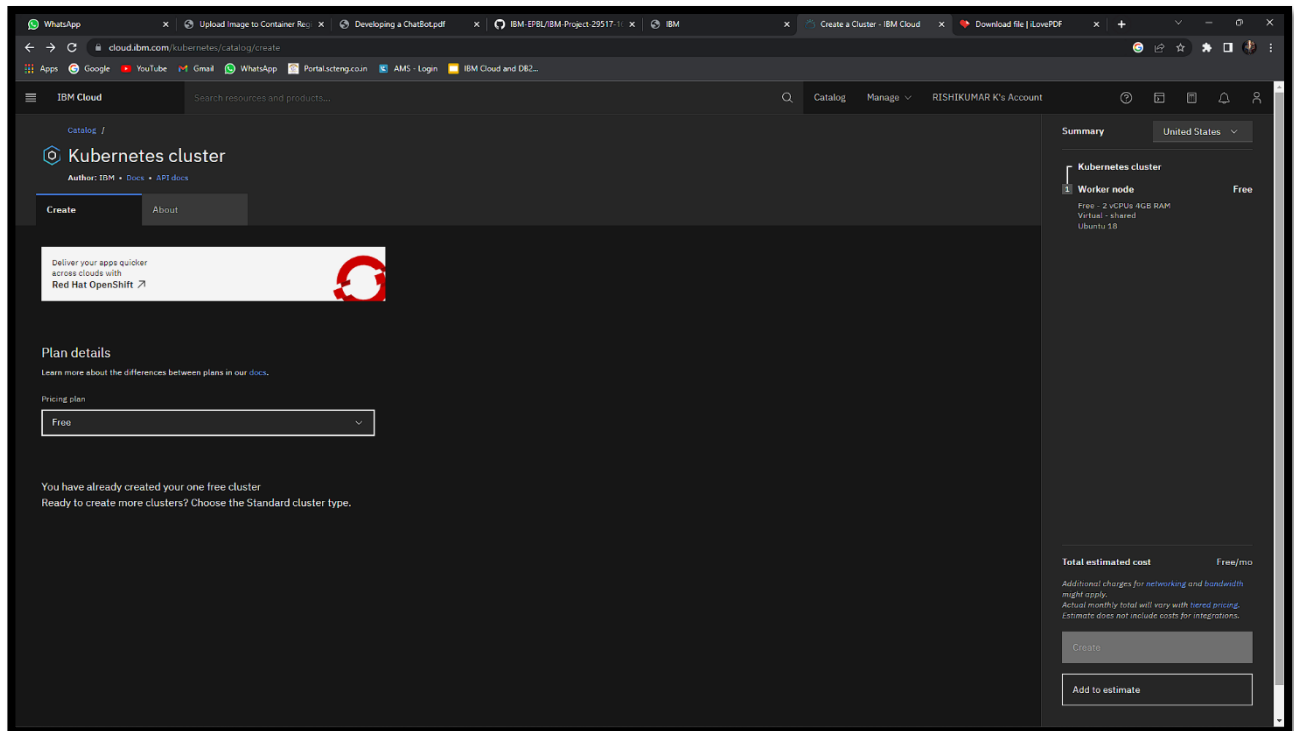 WhatsApp
Upload Image to Container Regi
Developing a ChatBot.pdf
IBM-EPBL/IBM-Project-29517-1
IBM
Create a Cluster - IBM Cloud
Download file | iLovePDF
cloud.ibm.com/kubernetes/catalog/create
Apps Google YouTube Gmail WhatsApp Portal.scteng.co.in AMS - Login IBM Cloud and DB2...
IBM Cloud Search resources and products... Catalog Manage RISHIKUMAR K's Account
Catalog /
Kubernetes cluster
Author: IBM • Docs • API docs
Create About
Deliver your apps quicker
across clouds with
Red Hat OpenShift
Plan details
Learn more about the differences between plans in our docs.
Pricing plan
Free
You have already created your one free cluster
Ready to create more clusters? Choose the Standard cluster type.
Summary United States
Kubernetes cluster
1 Worker node Free
Free - 2 vCPUs 4GB RAM
Virtual - shared
Ubuntu 18
Total estimated cost Free/mo
Additional charges for networking and bandwidth
might apply.
Actual monthly total will vary with tiered pricing.
Estimate does not include costs for integrations.
Create
Add to estimate